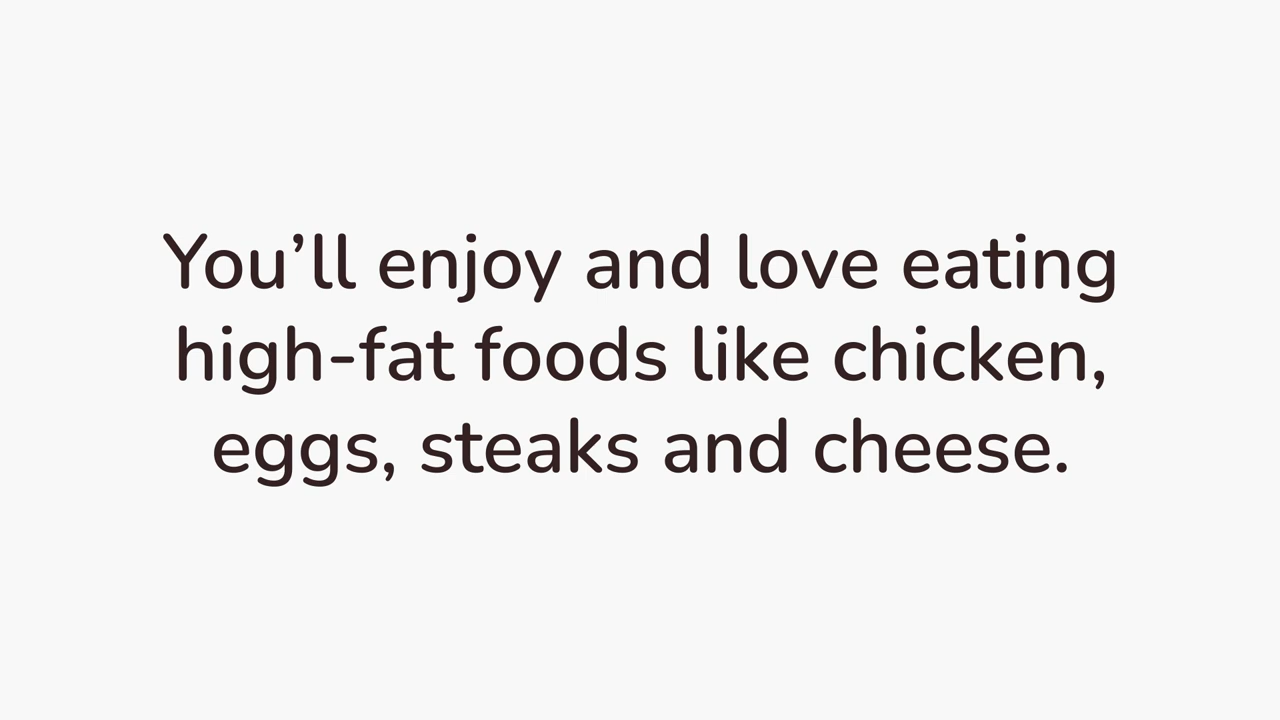 You’ll enjoy and love eating
high-fat foods like chicken,
eggs, steaks and cheese.